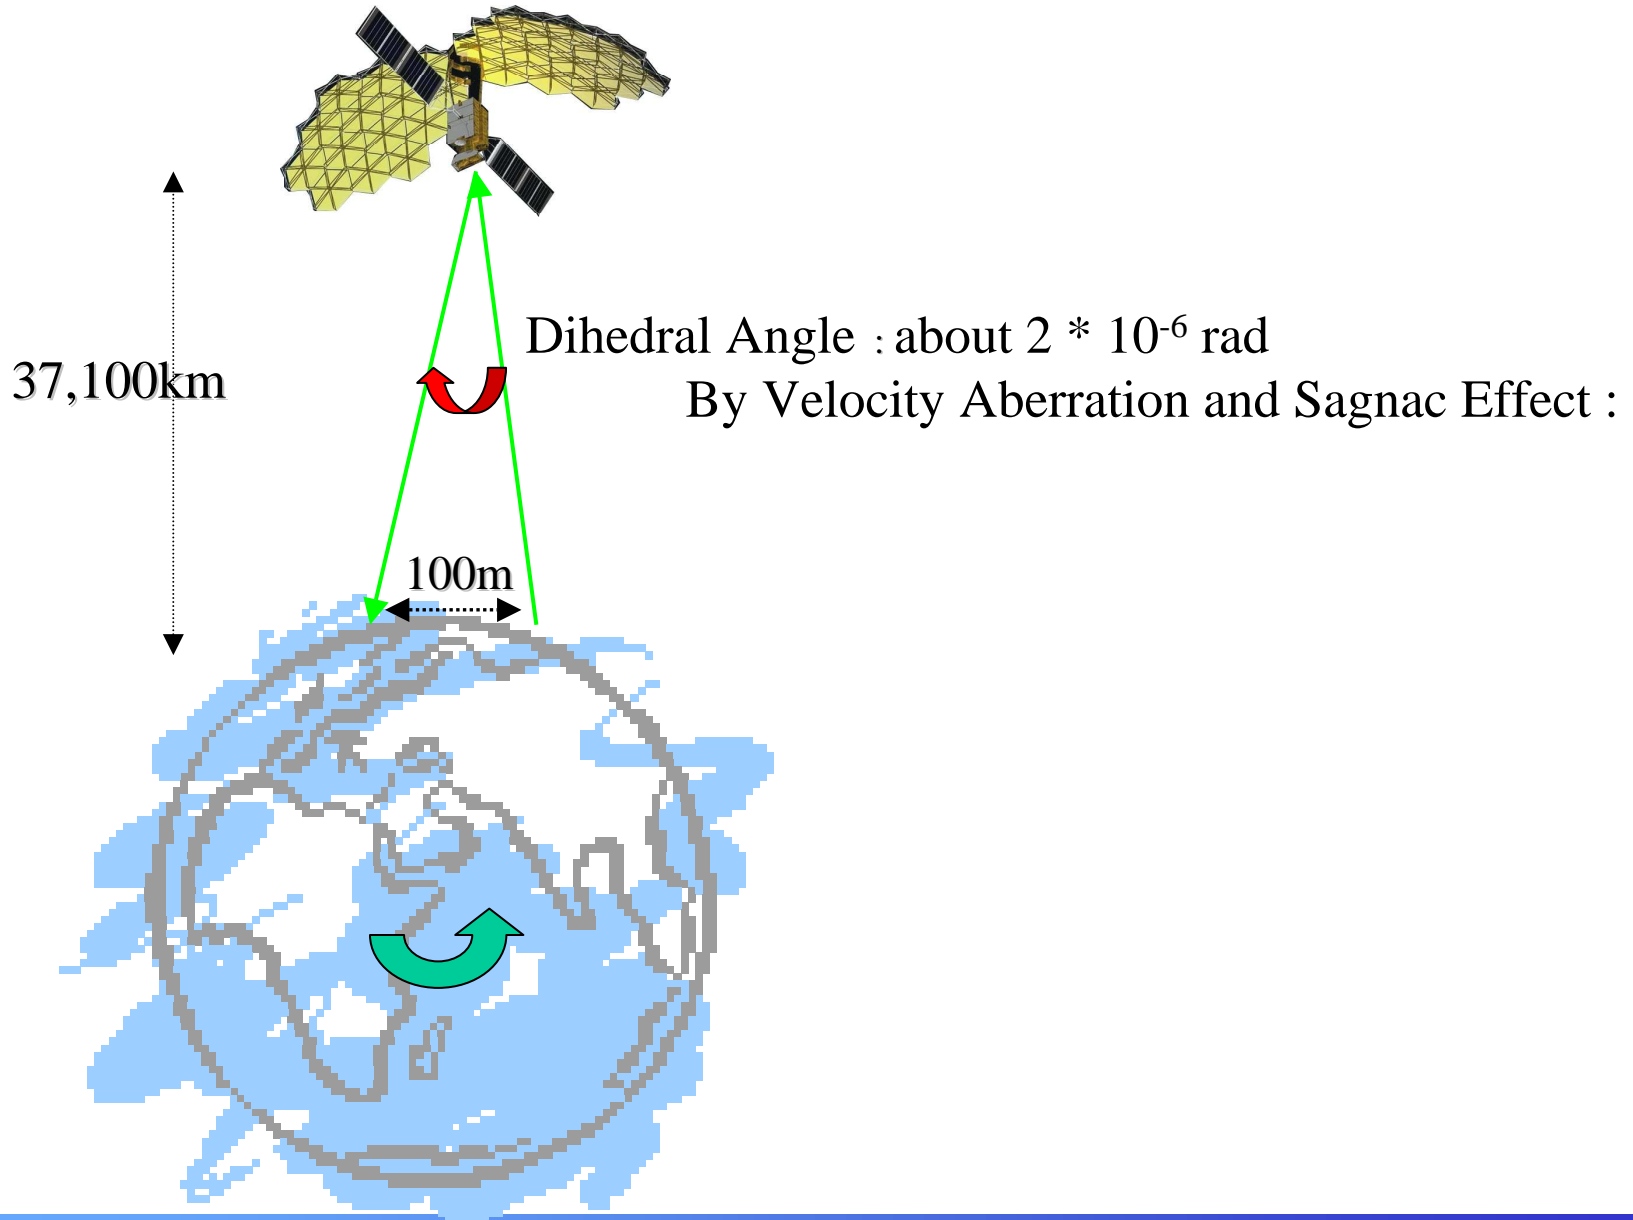 Dihedral Angle : about 2 * 10⁻⁶ rad
37,100km
By Velocity Aberration and Sagnac Effect :
100m